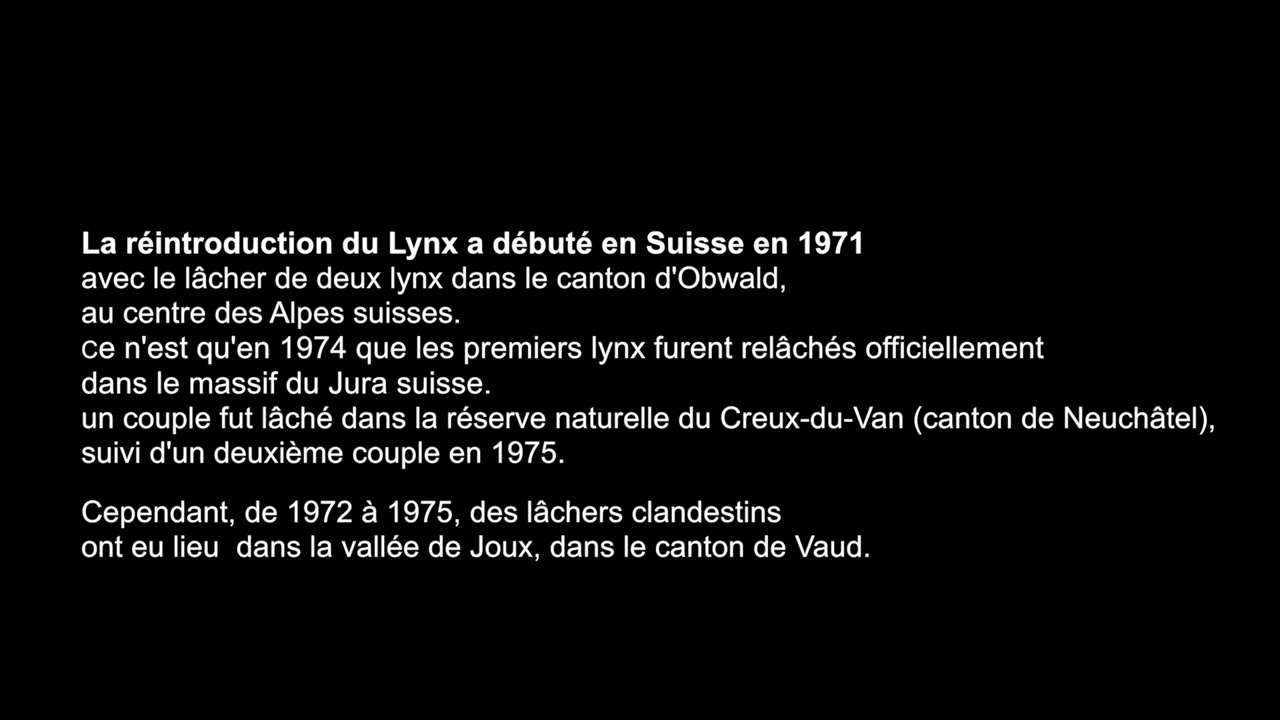 La réintroduction du Lynx a débuté en Suisse en 1971
avec le lâcher de deux lynx dans le canton d'Obwald,
au centre des Alpes suisses.
ce n'est qu'en 1974 que les premiers lynx furent relâchés officiellement
dans le massif du Jura suisse.
un couple fut lâché dans la réserve naturelle du Creux-du-Van (canton de Neuchâtel),
suivi d'un deuxième couple en 1975.
Cependant, de 1972 à 1975, des lâchers clandestins
ont eu lieu  dans la vallée de Joux, dans le canton de Vaud.